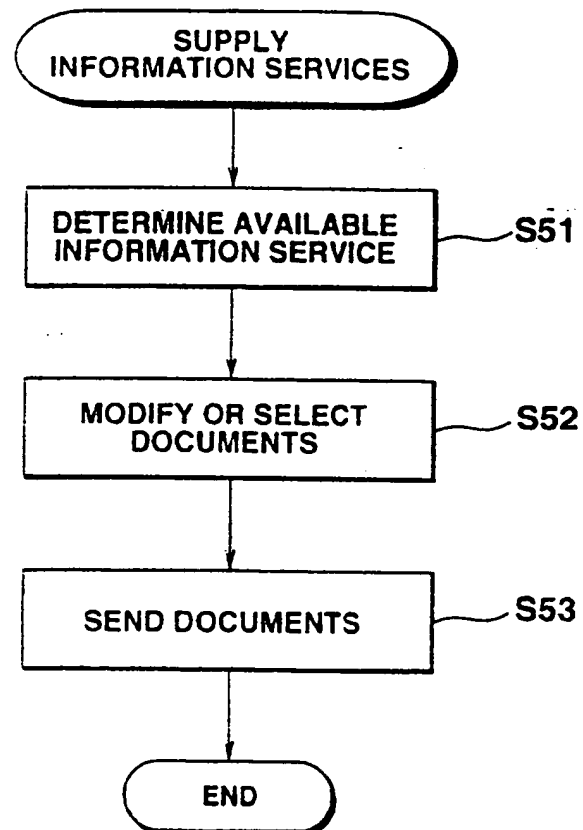 SUPPLY
INFORMATION SERVICES
DETERMINE AVAILABLE
INFORMATION SERVICE
S51
MODIFY OR SELECT
DOCUMENTS
S52
SEND DOCUMENTS
S53
END